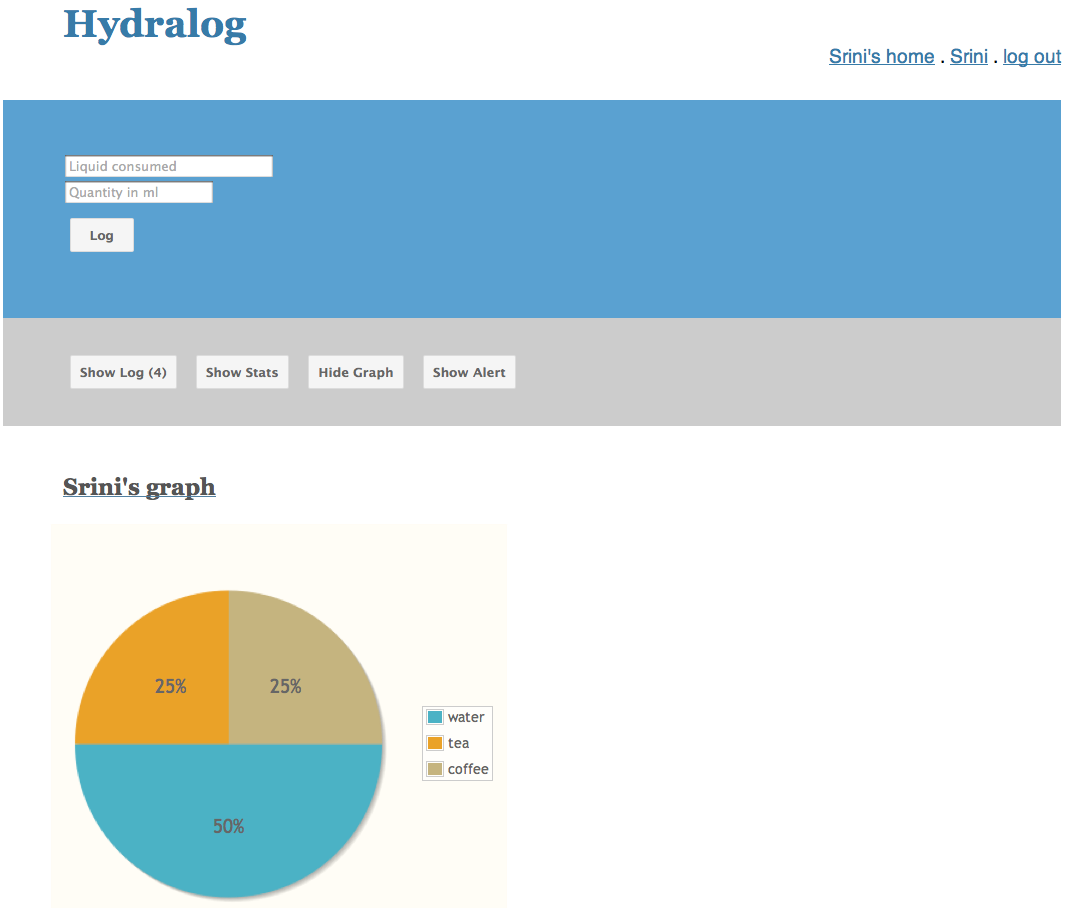 Hydralog
Srini's home . Srini . log out
Liquid consumed
Quantity in ml
Log
Show Log (4) Show Stats Hide Graph Show Alert
Srini's graph
25% 25%
water
tea
coffee
50%